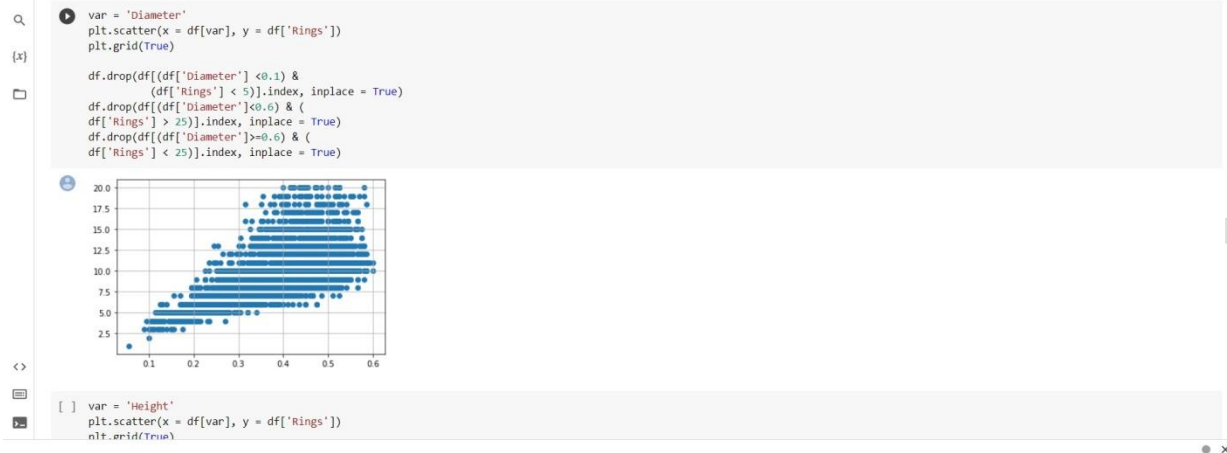 var = 'Diameter'
plt.scatter(x = df[var], y = df['Rings'])
plt.grid(True)
{x}
df.drop(df[(df['Diameter'] <0.1) &
(df['Rings'] < 5)].index, inplace = True)
df.drop(df[(df['Diameter']<0.6) & (
df['Rings'] > 25)].index, inplace = True)
df.drop(df[(df['Diameter']>=0.6) & (
df['Rings'] < 25)].index, inplace = True)
20.0
17.5
15.0
12.5
10.0
7.5
5.0
2.5
0.1 0.2 0.3 0.4 0.5 0.6
<>
[ ] var = 'Height'
plt.scatter(x = df[var], y = df['Rings'])
plt.grid(True)